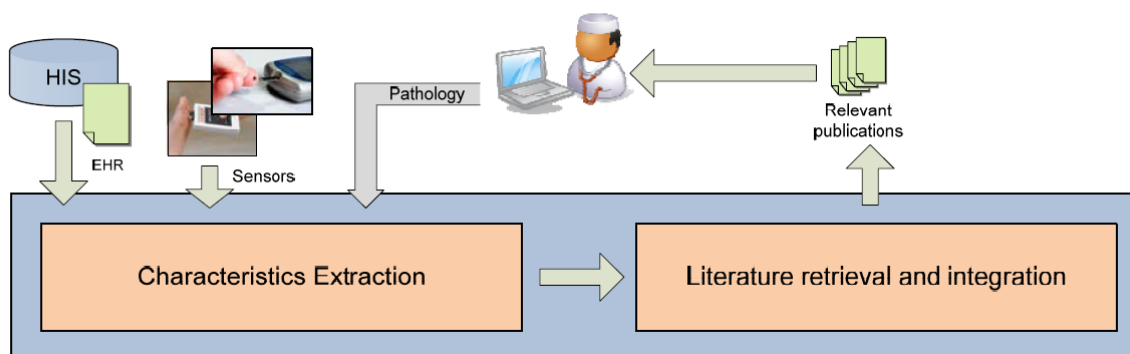 HIS
EHR
Sensors
Pathology
Relevant
publications
Characteristics Extraction
Literature retrieval and integration